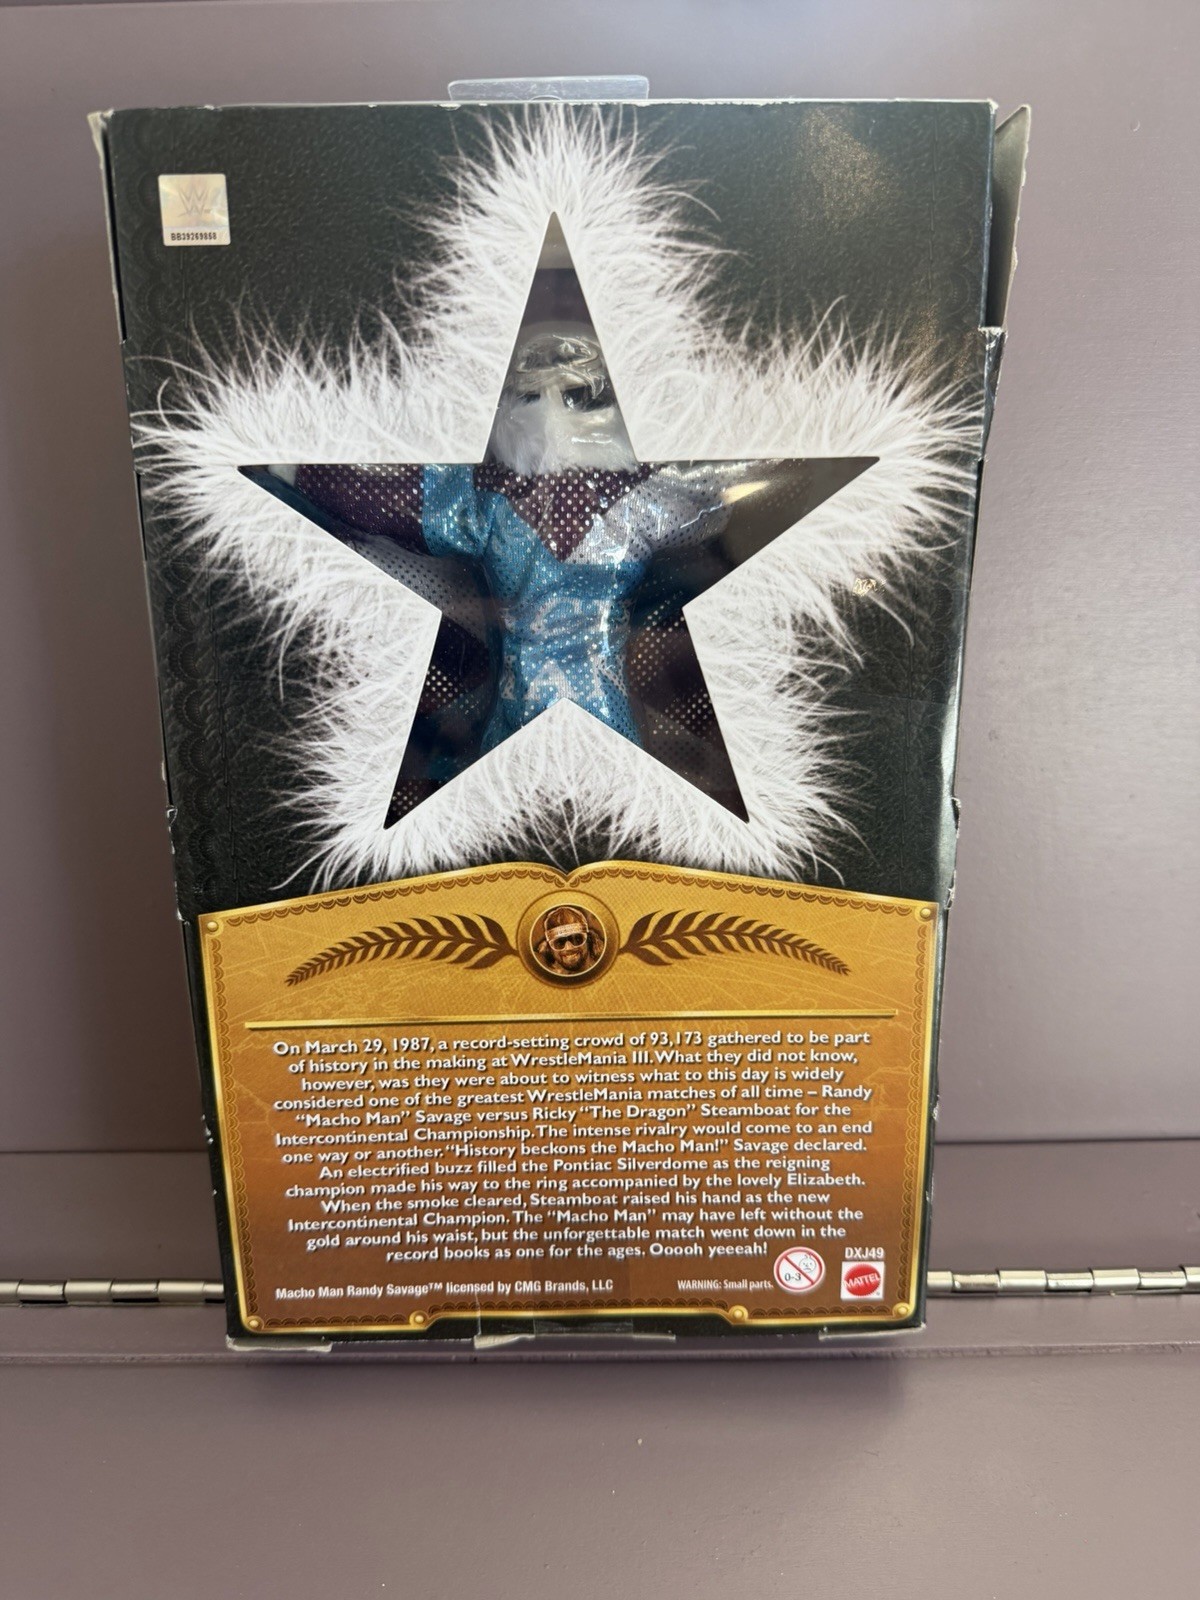 W
BB39269868
On March 29, 1987, a record-setting crowd of 93,173 gathered to be part
of history in the making at WrestleMania III. What they did not know,
however, was they were about to witness what to this day is widely
considered one of the greatest WrestleMania matches of all time – Randy
“Macho Man” Savage versus Ricky “The Dragon” Steamboat for the
Intercontinental Championship. The intense rivalry would come to an end
one way or another. “History beckons the Macho Man!” Savage declared.
An electrified buzz filled the Pontiac Silverdome as the reigning
champion made his way to the ring accompanied by the lovely Elizabeth.
When the smoke cleared, Steamboat raised his hand as the new
Intercontinental Champion. The “Macho Man” may have left without the
gold around his waist, but the unforgettable match went down in the
record books as one for the ages. Ooooh yeeeah!
DXJ49
0-3
MATTEL
Macho Man Randy Savage™ licensed by CMG Brands, LLC
WARNING: Small parts.